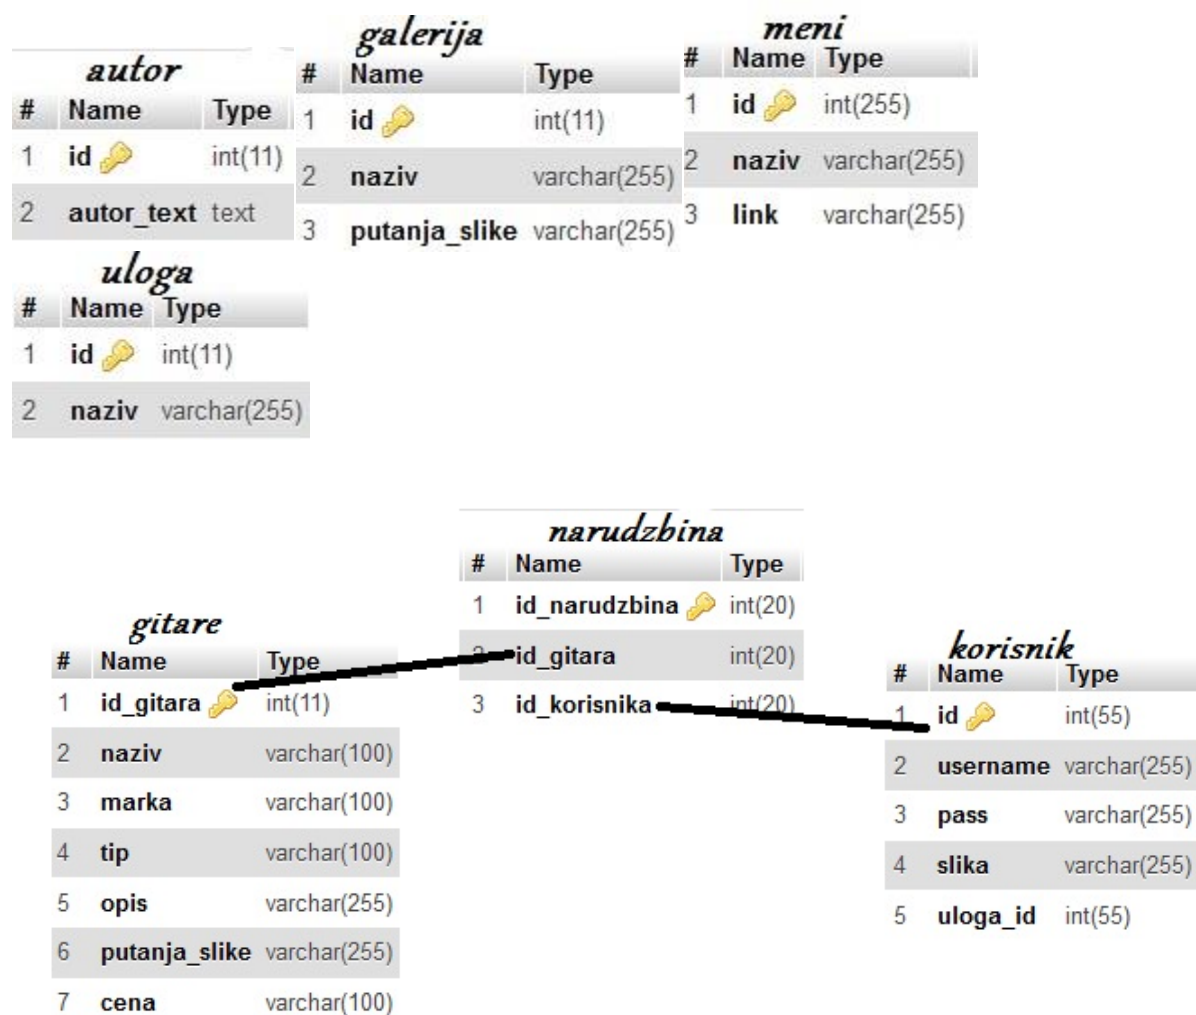 autor
# Name Type
1 id int(11)
2 autor_text text
galerija
# Name Type
1 id int(11)
2 naziv varchar(255)
3 putanja_slike varchar(255)
meni
# Name Type
1 id int(255)
2 naziv varchar(255)
3 link varchar(255)
uloga
# Name Type
1 id int(11)
2 naziv varchar(255)
narudzbina
# Name Type
1 id_narudzbina int(20)
2 id_gitara int(20)
3 id_korisnika int(20)
gitare
# Name Type
1 id_gitara int(11)
2 naziv varchar(100)
3 marka varchar(100)
4 tip varchar(100)
5 opis varchar(255)
6 putanja_slike varchar(255)
7 cena varchar(100)
korisnik
# Name Type
1 id int(55)
2 username varchar(255)
3 pass varchar(255)
4 slika varchar(255)
5 uloga_id int(55)